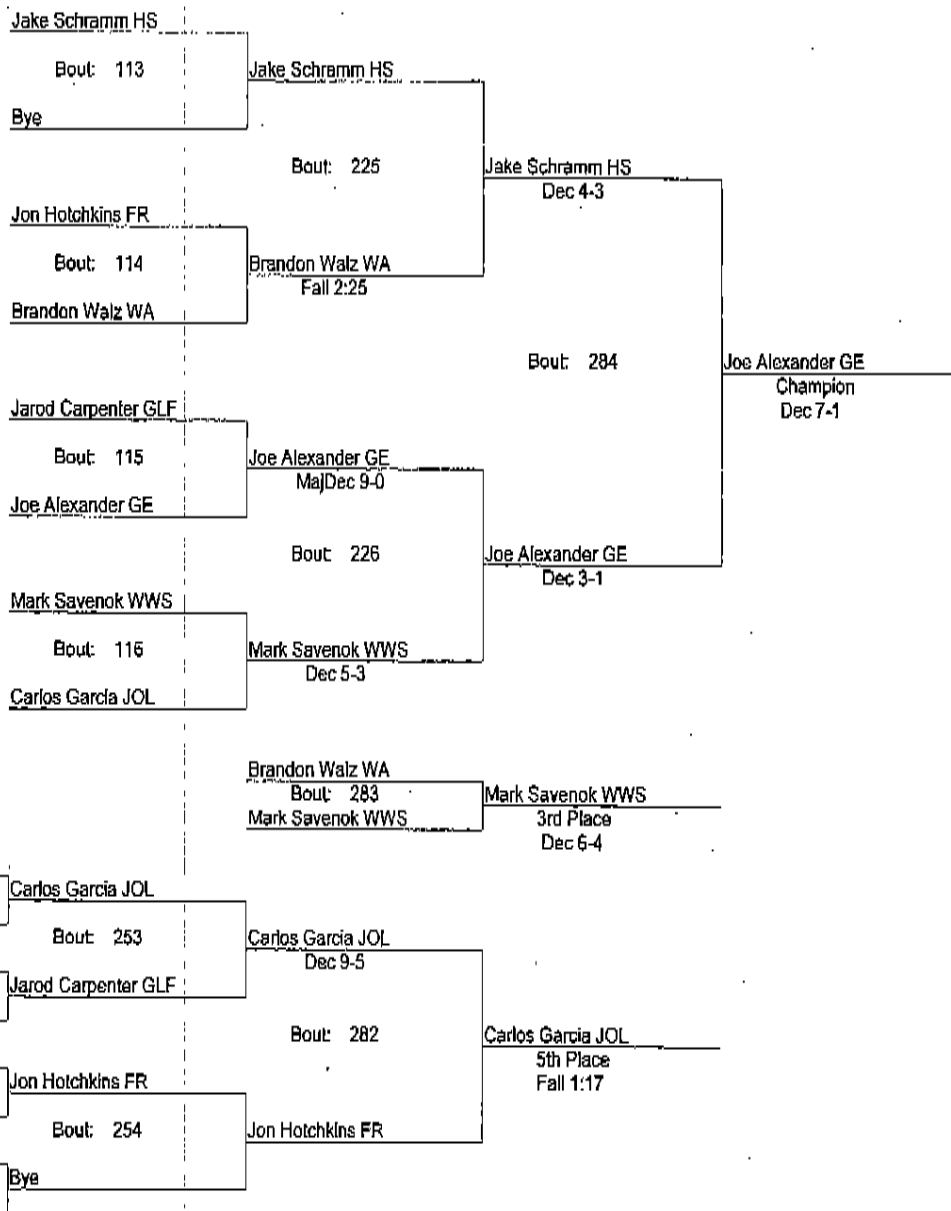 Jake Schramm HS
Bout: 113
Jake Schramm HS
Bye
Bout: 225
Jake Schramm HS
Dec 4-3
Jon Hotchkins FR
Bout: 114
Brandon Walz WA
Fall 2:25
Brandon Walz WA
Bout: 284
Joe Alexander GE
Champion
Dec 7-1
Jarod Carpenter GLF
Bout: 115
Joe Alexander GE
MajDec 9-0
Joe Alexander GE
Bout: 226
Joe Alexander GE
Dec 3-1
Mark Savenok WWS
Bout: 116
Mark Savenok WWS
Dec 5-3
Carlos Garcia JOL
Brandon Walz WA
Bout: 283
Mark Savenok WWS
Mark Savenok WWS
3rd Place
Dec 6-4
Carlos Garcia JOL
Bout: 253
Carlos Garcia JOL
Dec 9-5
Jarod Carpenter GLF
Bout: 282
Carlos Garcia JOL
5th Place
Fall 1:17
Jon Hotchkins FR
Bout: 254
Jon Hotchkins FR
Bye